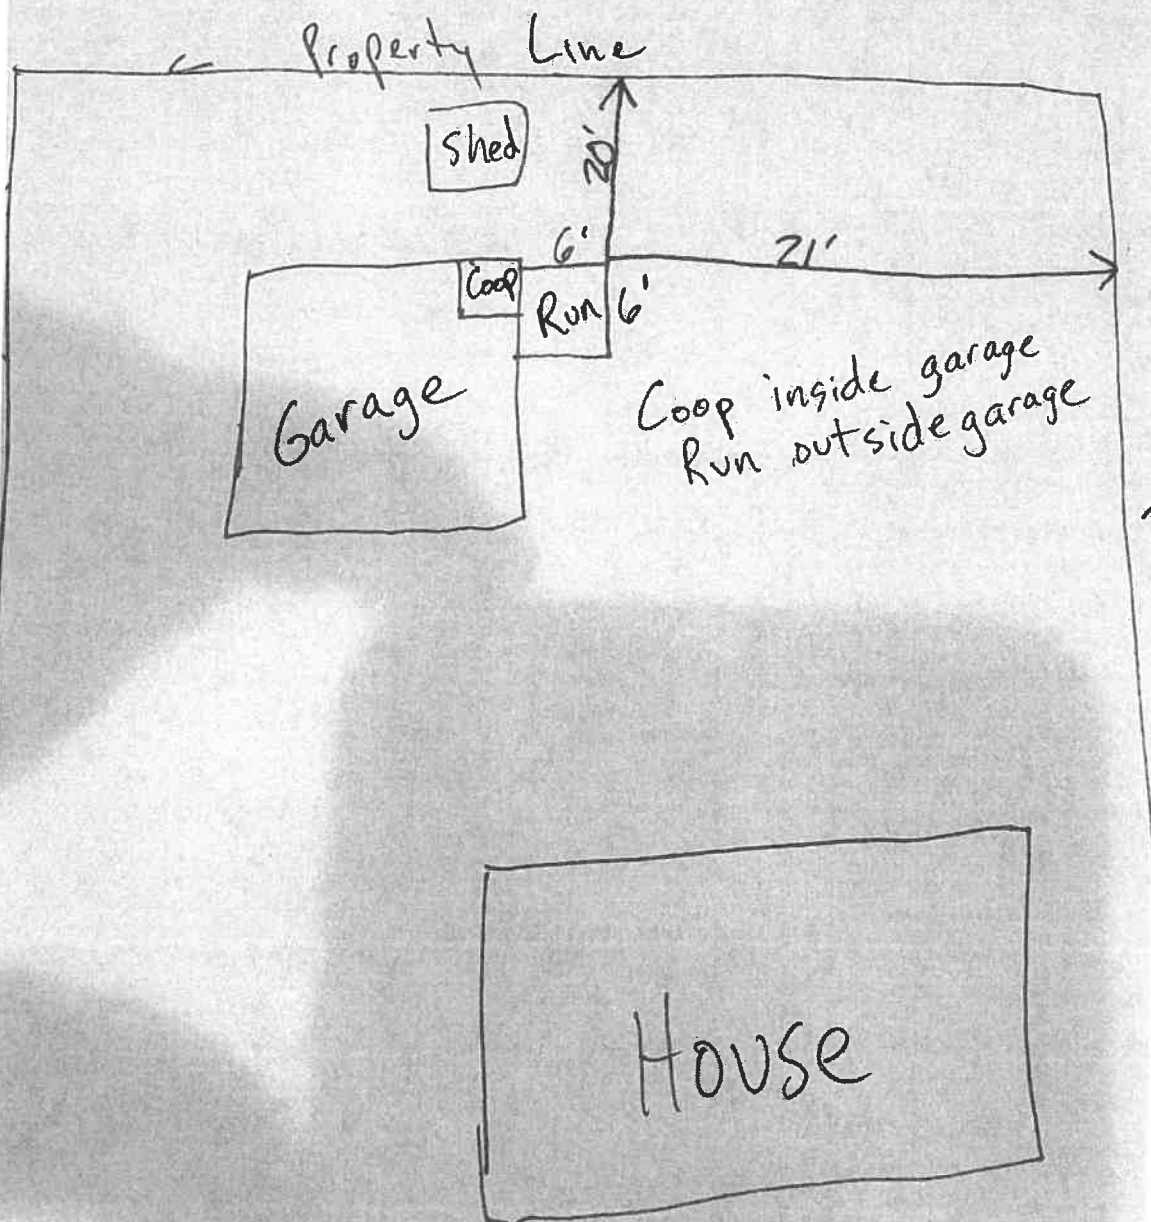 Property Line
Shed
20'
6'
21'
Coop
Run 6'
Garage
Coop inside garage
Run outside garage
House